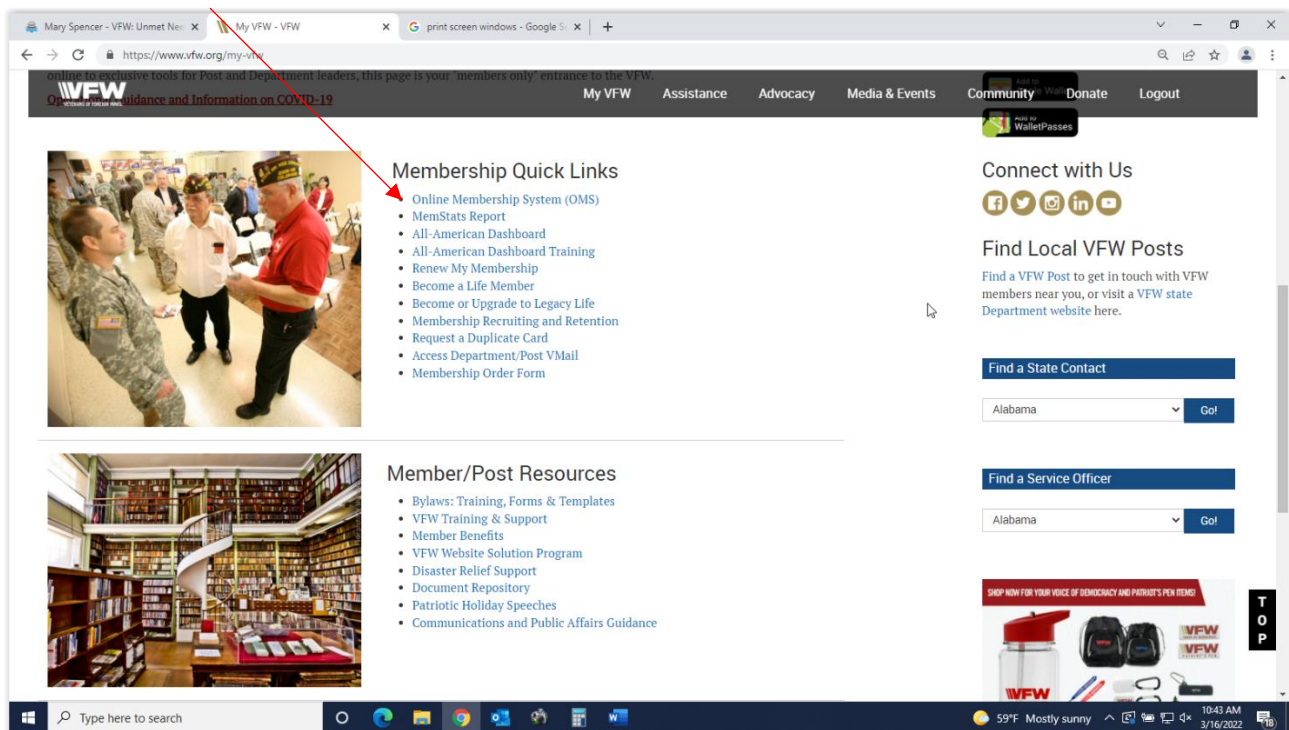 Mary Spencer - VFW: Unmet Nee
My VFW - VFW
print screen windows - Google S
https://www.vfw.org/my-vfw
online to exclusive tools for Post and Department leaders, this page is your "members only" entrance to the VFW.
VFW
VETERANS OF FOREIGN WARS
My VFW Assistance Advocacy Media & Events Community Donate Logout
Guidance and Information on COVID-19
Add to
WalletPasses
Membership Quick Links
Online Membership System (OMS)
MemStats Report
All-American Dashboard
All-American Dashboard Training
Renew My Membership
Become a Life Member
Become or Upgrade to Legacy Life
Membership Recruiting and Retention
Request a Duplicate Card
Access Department/Post VMail
Membership Order Form
Member/Post Resources
Bylaws: Training, Forms & Templates
VFW Training & Support
Member Benefits
VFW Website Solution Program
Disaster Relief Support
Document Repository
Patriotic Holiday Speeches
Communications and Public Affairs Guidance
Connect with Us
Find Local VFW Posts
Find a VFW Post to get in touch with VFW
members near you, or visit a VFW state
Department website here.
Find a State Contact
Alabama Go!
Find a Service Officer
Alabama Go!
SHOP NOW FOR YOUR VOICE OF DEMOCRACY AND PATRIOT'S PEN ITEMS!
VFW
VFW
VFW
TOP
Type here to search
59°F Mostly sunny
10:43 AM
3/16/2022
18